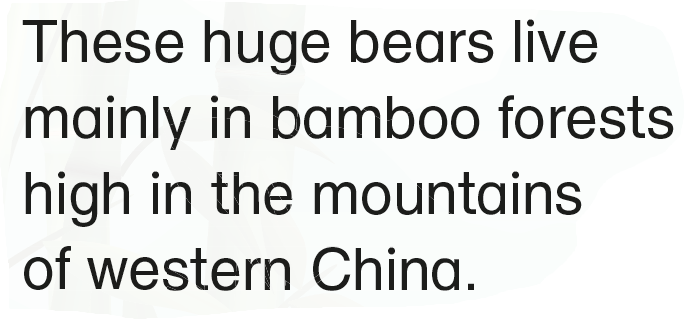 These huge bears live
mainly in bamboo forests
high in the mountains
of western China.